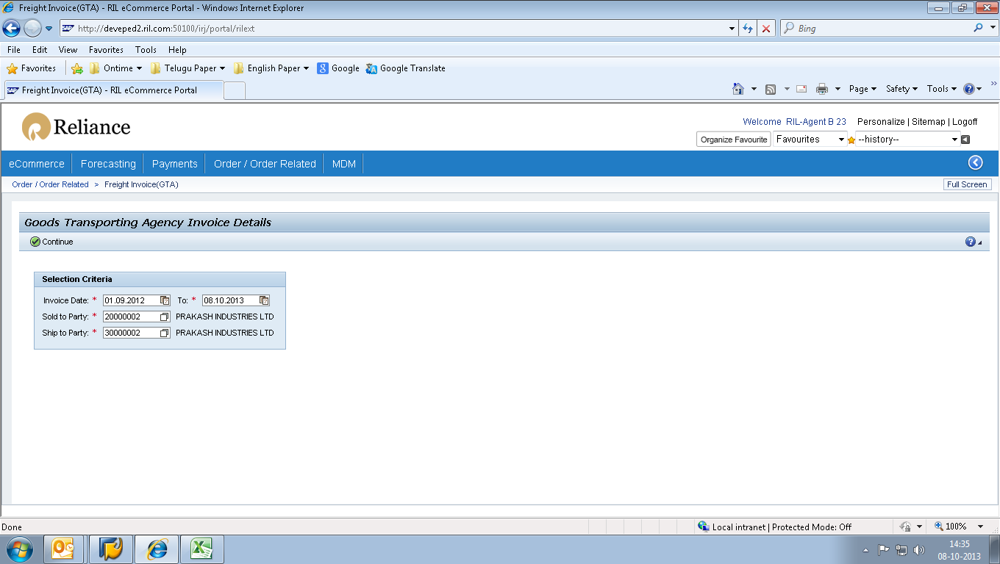 Freight Invoice(GTA) - RIL eCommerce Portal - Windows Internet Explorer
http://deveped2.ril.com:50100/irj/portal/rilext
Bing
File Edit View Favorites Tools Help
Favorites Ontime Telugu Paper English Paper Google Google Translate
SAP Freight Invoice(GTA) - RIL eCommerce Portal
Page Safety Tools
Reliance
Welcome RIL-Agent B 23 Personalize | Sitemap | Logoff
Organize Favourite Favourites --history--
eCommerce Forecasting Payments Order / Order Related MDM
Order / Order Related > Freight Invoice(GTA) Full Screen
Goods Transporting Agency Invoice Details
Continue
Selection Criteria
Invoice Date: * 01.09.2012 To: * 08.10.2013
Sold to Party: * 20000002 PRAKASH INDUSTRIES LTD
Ship to Party: * 30000002 PRAKASH INDUSTRIES LTD
Done Local intranet | Protected Mode: Off 100%
14:35
08-10-2013